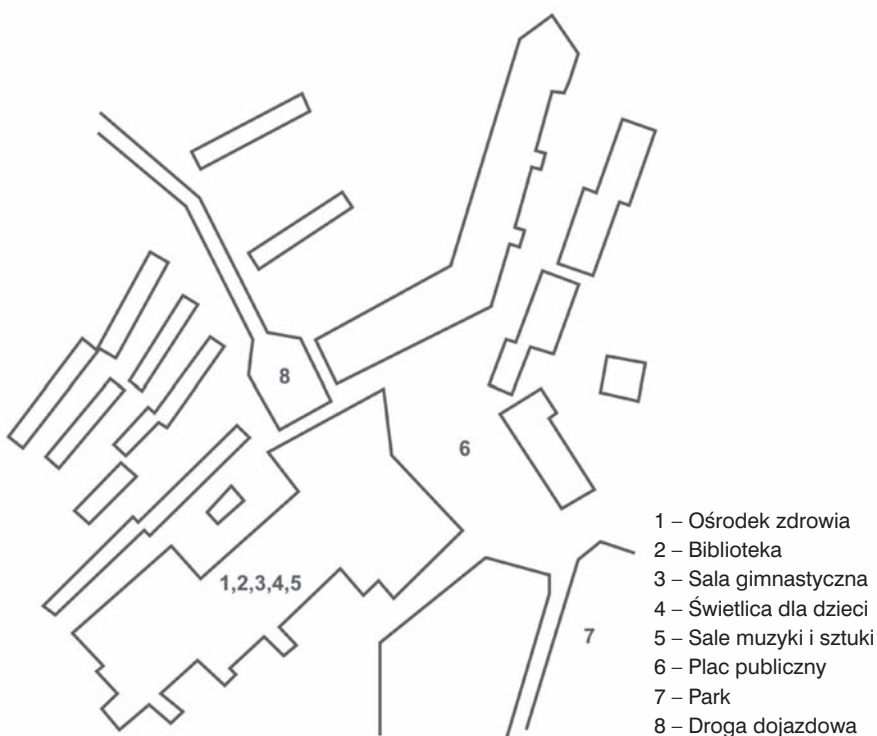 8
6
1,2,3,4,5
7
1 – Ośrodek zdrowia
2 – Biblioteka
3 – Sala gimnastyczna
4 – Świetlica dla dzieci
5 – Sale muzyki i sztuki
6 – Plac publiczny
7 – Park
8 – Droga dojazdowa